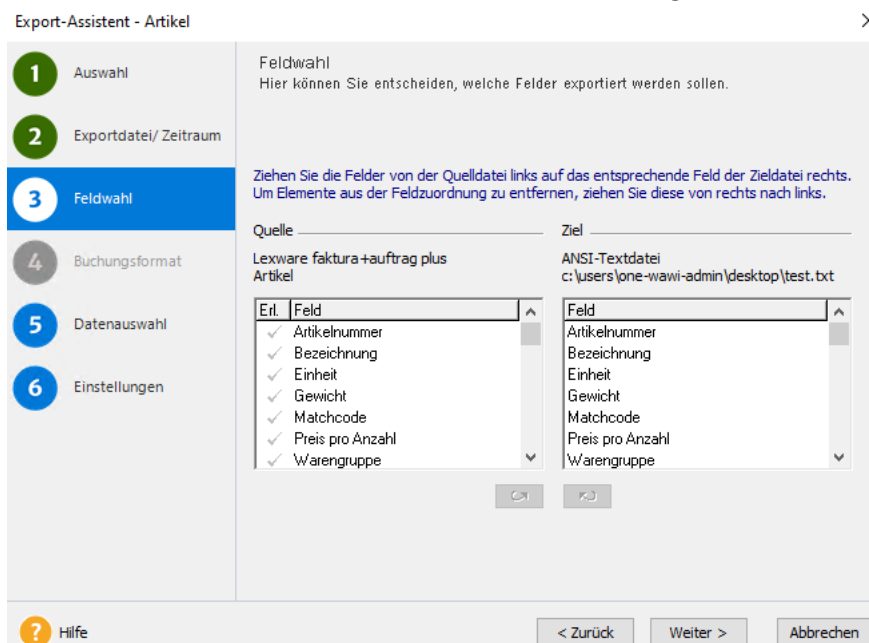 Export-Assistent - Artikel
1 Auswahl
2 Exportdatei/ Zeitraum
3 Feldwahl
4 Buchungsformat
5 Datenauswahl
6 Einstellungen
Feldwahl
Hier können Sie entscheiden, welche Felder exportiert werden sollen.
Ziehen Sie die Felder von der Quelldatei links auf das entsprechende Feld der Zieldatei rechts.
Um Elemente aus der Feldzuordnung zu entfernen, ziehen Sie diese von rechts nach links.
Quelle
Lexware faktura+auftrag plus
Artikel
Erl. Feld
Artikelnummer
Bezeichnung
Einheit
Gewicht
Matchcode
Preis pro Anzahl
Warengruppe
Ziel
ANSI-Textdatei
c:\users\one-wawi-admin\desktop\test.txt
Feld
Artikelnummer
Bezeichnung
Einheit
Gewicht
Matchcode
Preis pro Anzahl
Warengruppe
? Hilfe
< Zurück
Weiter >
Abbrechen